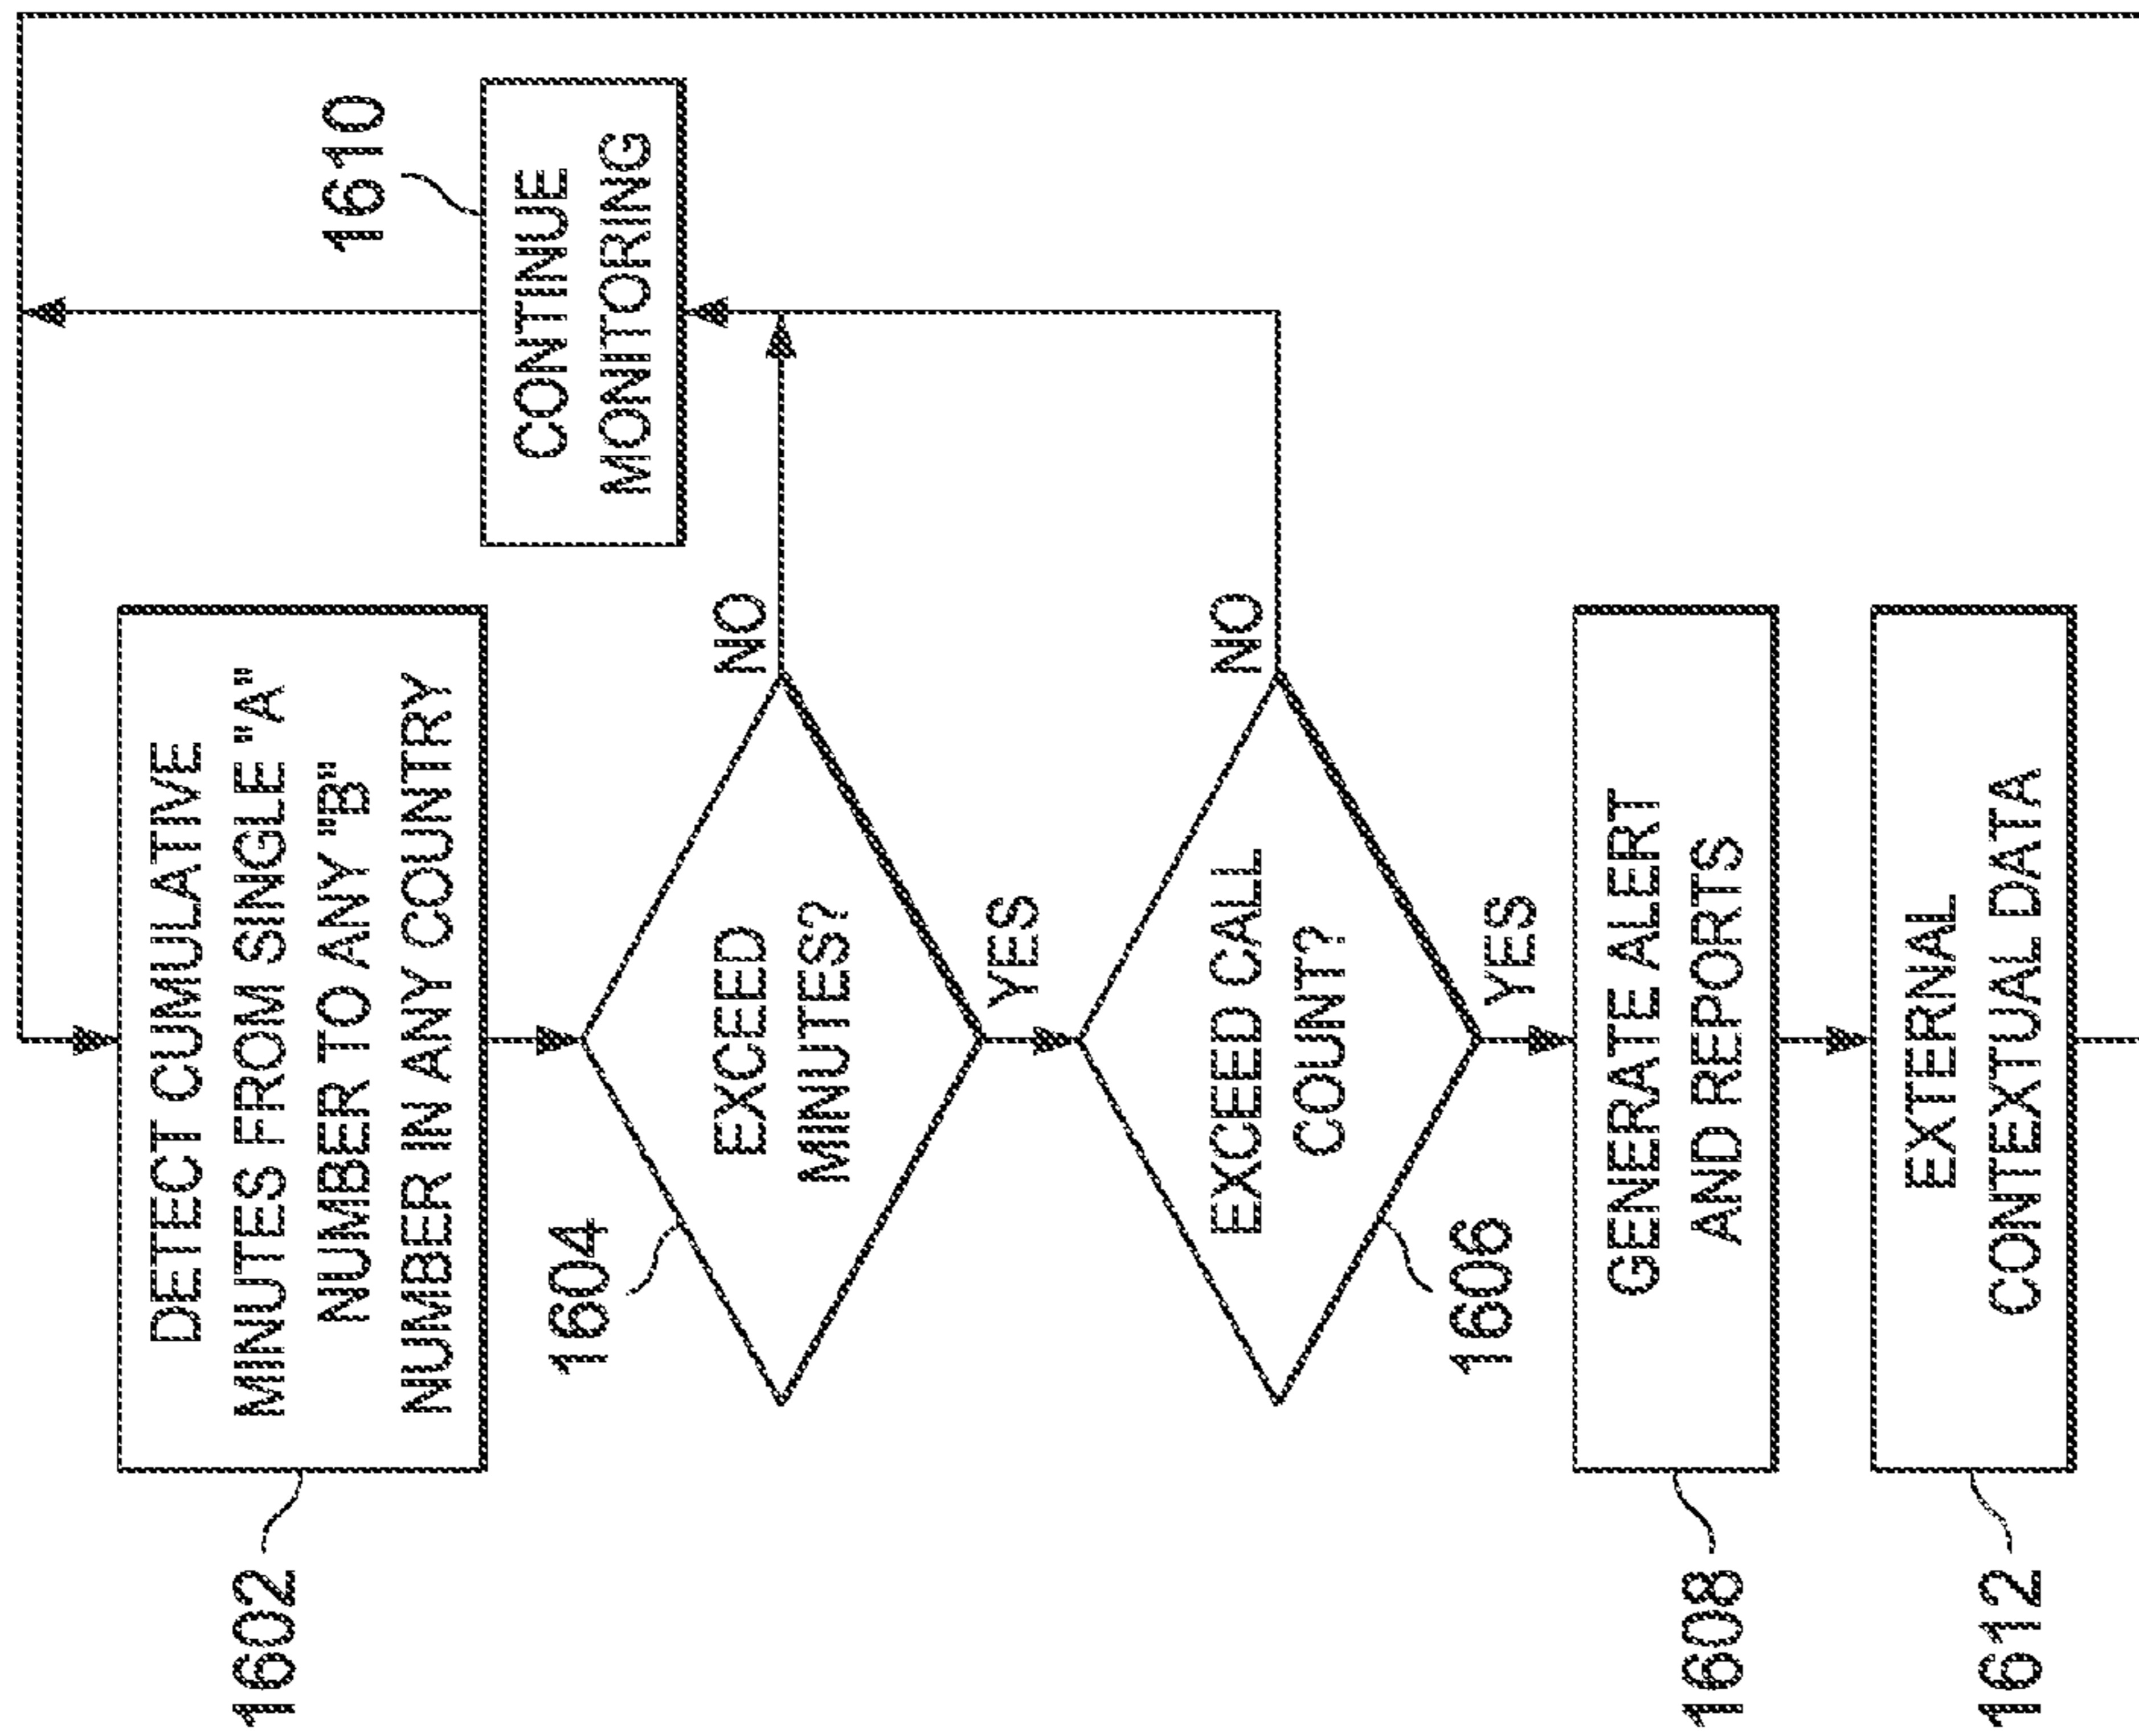 1602
DETECT CUMULATIVE
MINUTES FROM SINGLE "A"
NUMBER TO ANY "B"
NUMBER IN ANY COUNTRY
1604
EXCEED
MINUTES?
NO
YES
1610
CONTINUE
MONITORING
1606
EXCEED CALL
COUNT?
NO
YES
1608
GENERATE ALERT
AND REPORTS
1612
EXTERNAL
CONTEXTUAL DATA